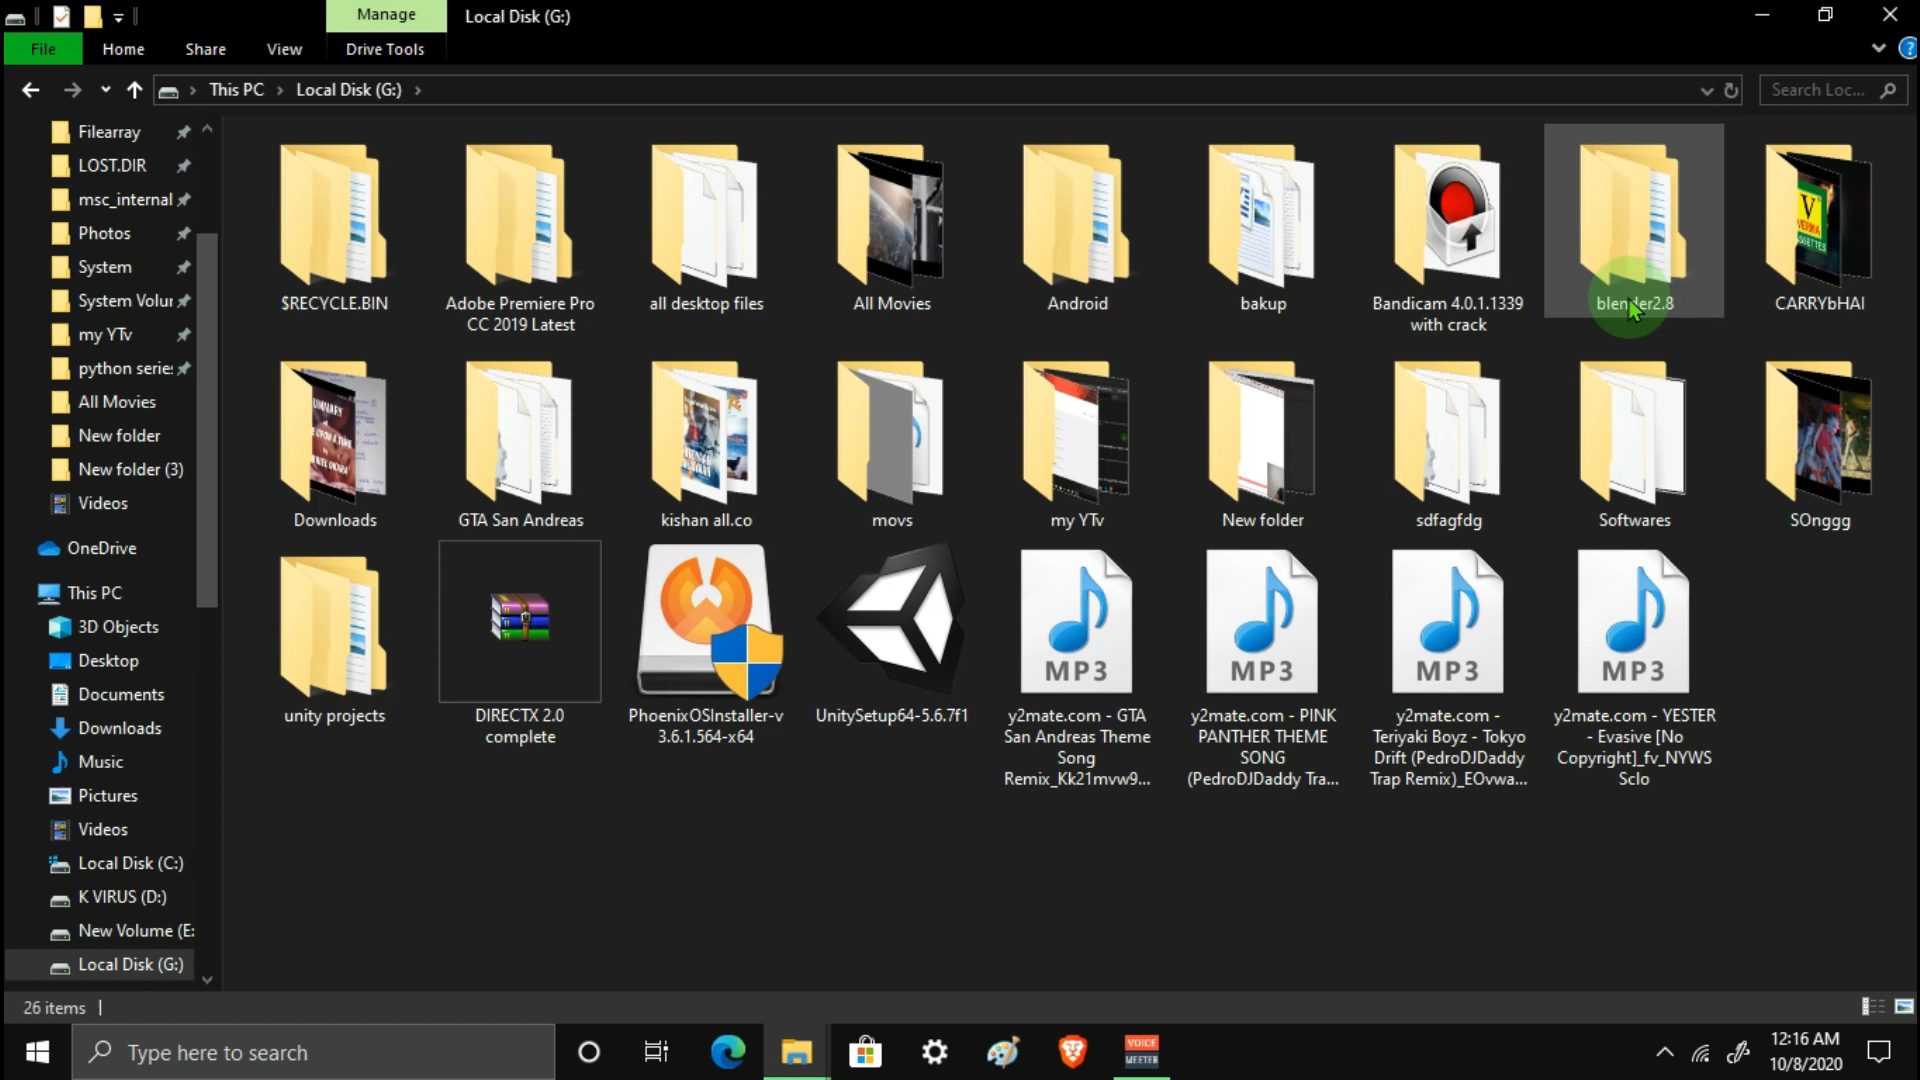 Manage
Local Disk (G:)
File
Home
Share
View
Drive Tools
This PC
Local Disk (G:)
Search Loc...
Filearray
LOST.DIR
msc_internal
Photos
System
System Volur
my YTv
python serie:
All Movies
New folder
New folder (3)
Videos
OneDrive
This PC
3D Objects
Desktop
Documents
Downloads
Music
Pictures
Videos
Local Disk (C:)
K VIRUS (D:)
New Volume (E:
Local Disk (G:)
$RECYCLE.BIN
Adobe Premiere Pro
CC 2019 Latest
all desktop files
All Movies
Android
bakup
Bandicam 4.0.1.1339
with crack
blender2.8
CARRYbHAI
Downloads
GTA San Andreas
kishan all.co
movs
my YTv
New folder
sdfagfdg
Softwares
SOnggg
unity projects
DIRECTX 2.0
complete
PhoenixOSInstaller-v
3.6.1.564-x64
UnitySetup64-5.6.7f1
MP3
y2mate.com - GTA
San Andreas Theme
Song
Remix_Kk21mvw9...
MP3
y2mate.com - PINK
PANTHER THEME
SONG
(PedroDJDaddy Tra...
MP3
y2mate.com -
Teriyaki Boyz - Tokyo
Drift (PedroDJDaddy
Trap Remix)_EOvwa...
MP3
y2mate.com - YESTER
- Evasive [No
Copyright]_fv_NYWS
Sclo
26 items
Type here to search
VOICE
MEETER
12:16 AM
10/8/2020